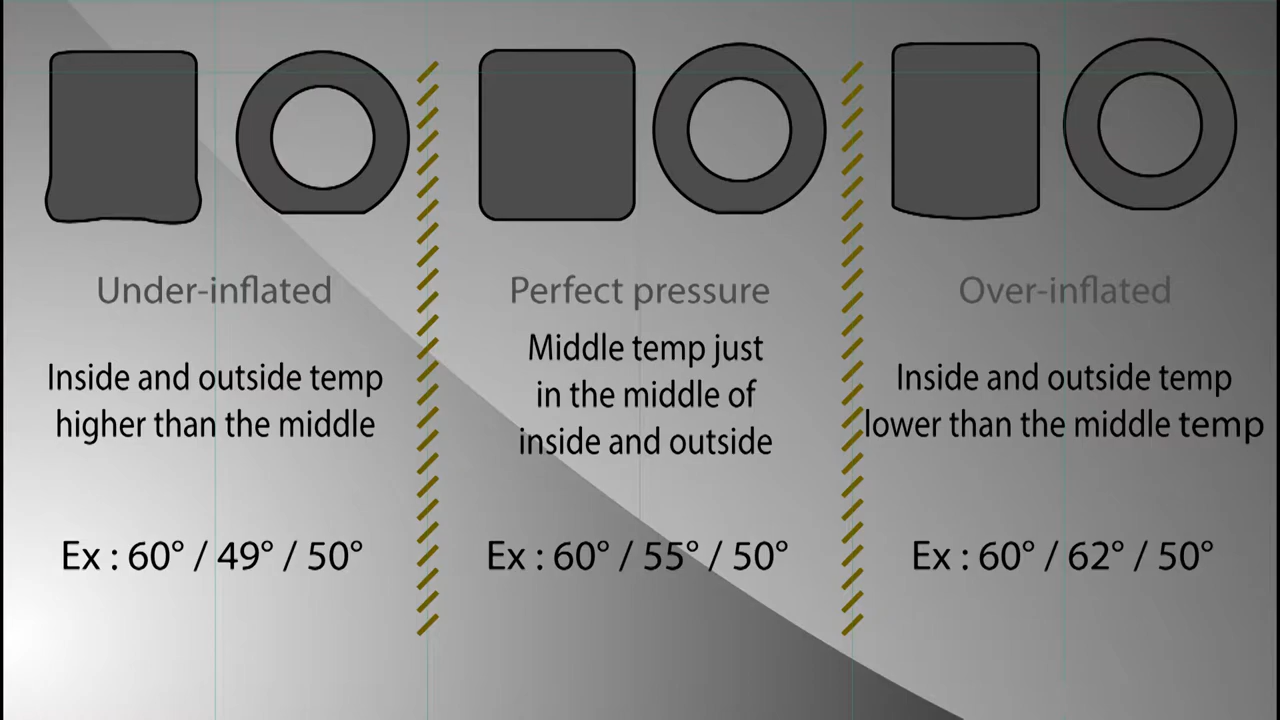 Under-inflated
Inside and outside temp
higher than the middle
Ex : 60° / 49° / 50°
Perfect pressure
Middle temp just
in the middle of
inside and outside
Ex : 60° / 55° / 50°
Over-inflated
Inside and outside temp
lower than the middle temp
Ex : 60° / 62° / 50°